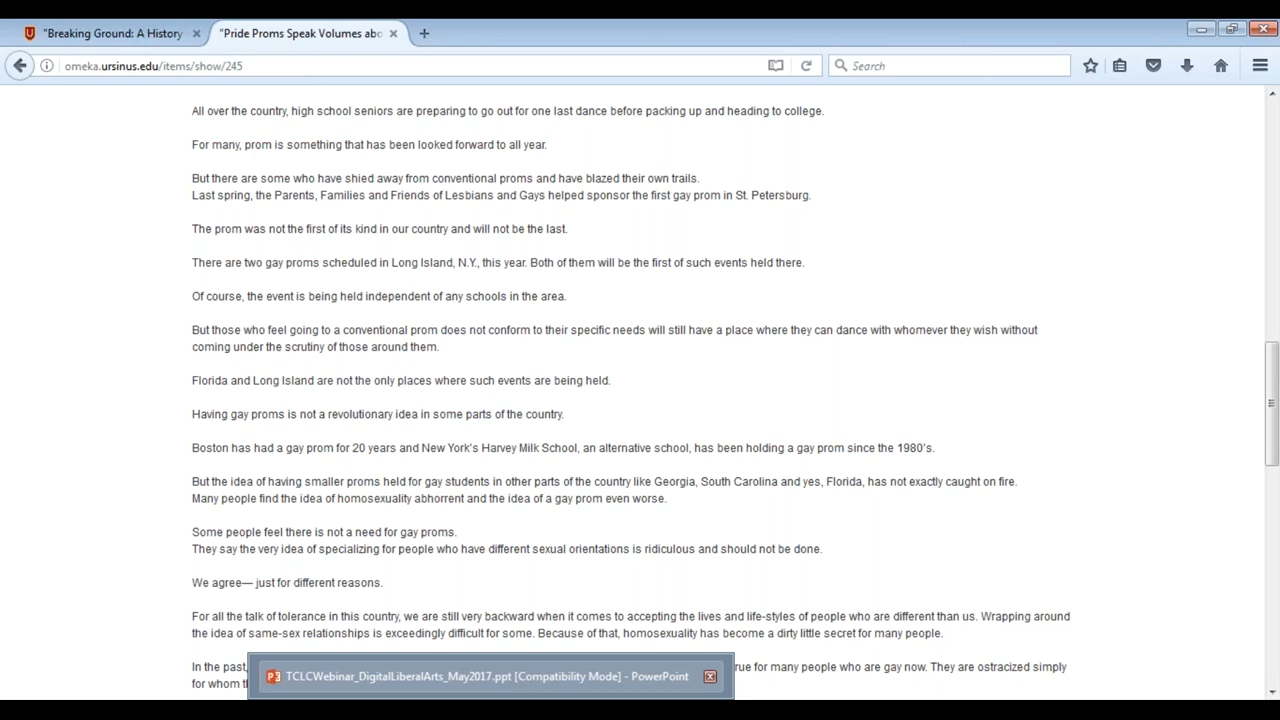 "Breaking Ground: A History
"Pride Proms Speak Volumes abo
omeka.ursinus.edu/items/show/245
Search
All over the country, high school seniors are preparing to go out for one last dance before packing up and heading to college.
For many, prom is something that has been looked forward to all year.
But there are some who have shied away from conventional proms and have blazed their own trails.
Last spring, the Parents, Families and Friends of Lesbians and Gays helped sponsor the first gay prom in St. Petersburg.
The prom was not the first of its kind in our country and will not be the last.
There are two gay proms scheduled in Long Island, N.Y., this year. Both of them will be the first of such events held there.
Of course, the event is being held independent of any schools in the area.
But those who feel going to a conventional prom does not conform to their specific needs will still have a place where they can dance with whomever they wish without
coming under the scrutiny of those around them.
Florida and Long Island are not the only places where such events are being held.
Having gay proms is not a revolutionary idea in some parts of the country.
Boston has had a gay prom for 20 years and New York's Harvey Milk School, an alternative school, has been holding a gay prom since the 1980's.
But the idea of having smaller proms held for gay students in other parts of the country like Georgia, South Carolina and yes, Florida, has not exactly caught on fire.
Many people find the idea of homosexuality abhorrent and the idea of a gay prom even worse.
Some people feel there is not a need for gay proms.
They say the very idea of specializing for people who have different sexual orientations is ridiculous and should not be done.
We agree— just for different reasons.
For all the talk of tolerance in this country, we are still very backward when it comes to accepting the lives and life-styles of people who are different than us. Wrapping around
the idea of same-sex relationships is exceedingly difficult for some. Because of that, homosexuality has become a dirty little secret for many people.
In the past, rue for many people who are gay now. They are ostracized simply
for whom
TCLCWebinar_DigitalLiberalArts_May2017.ppt [Compatibility Mode] - PowerPoint